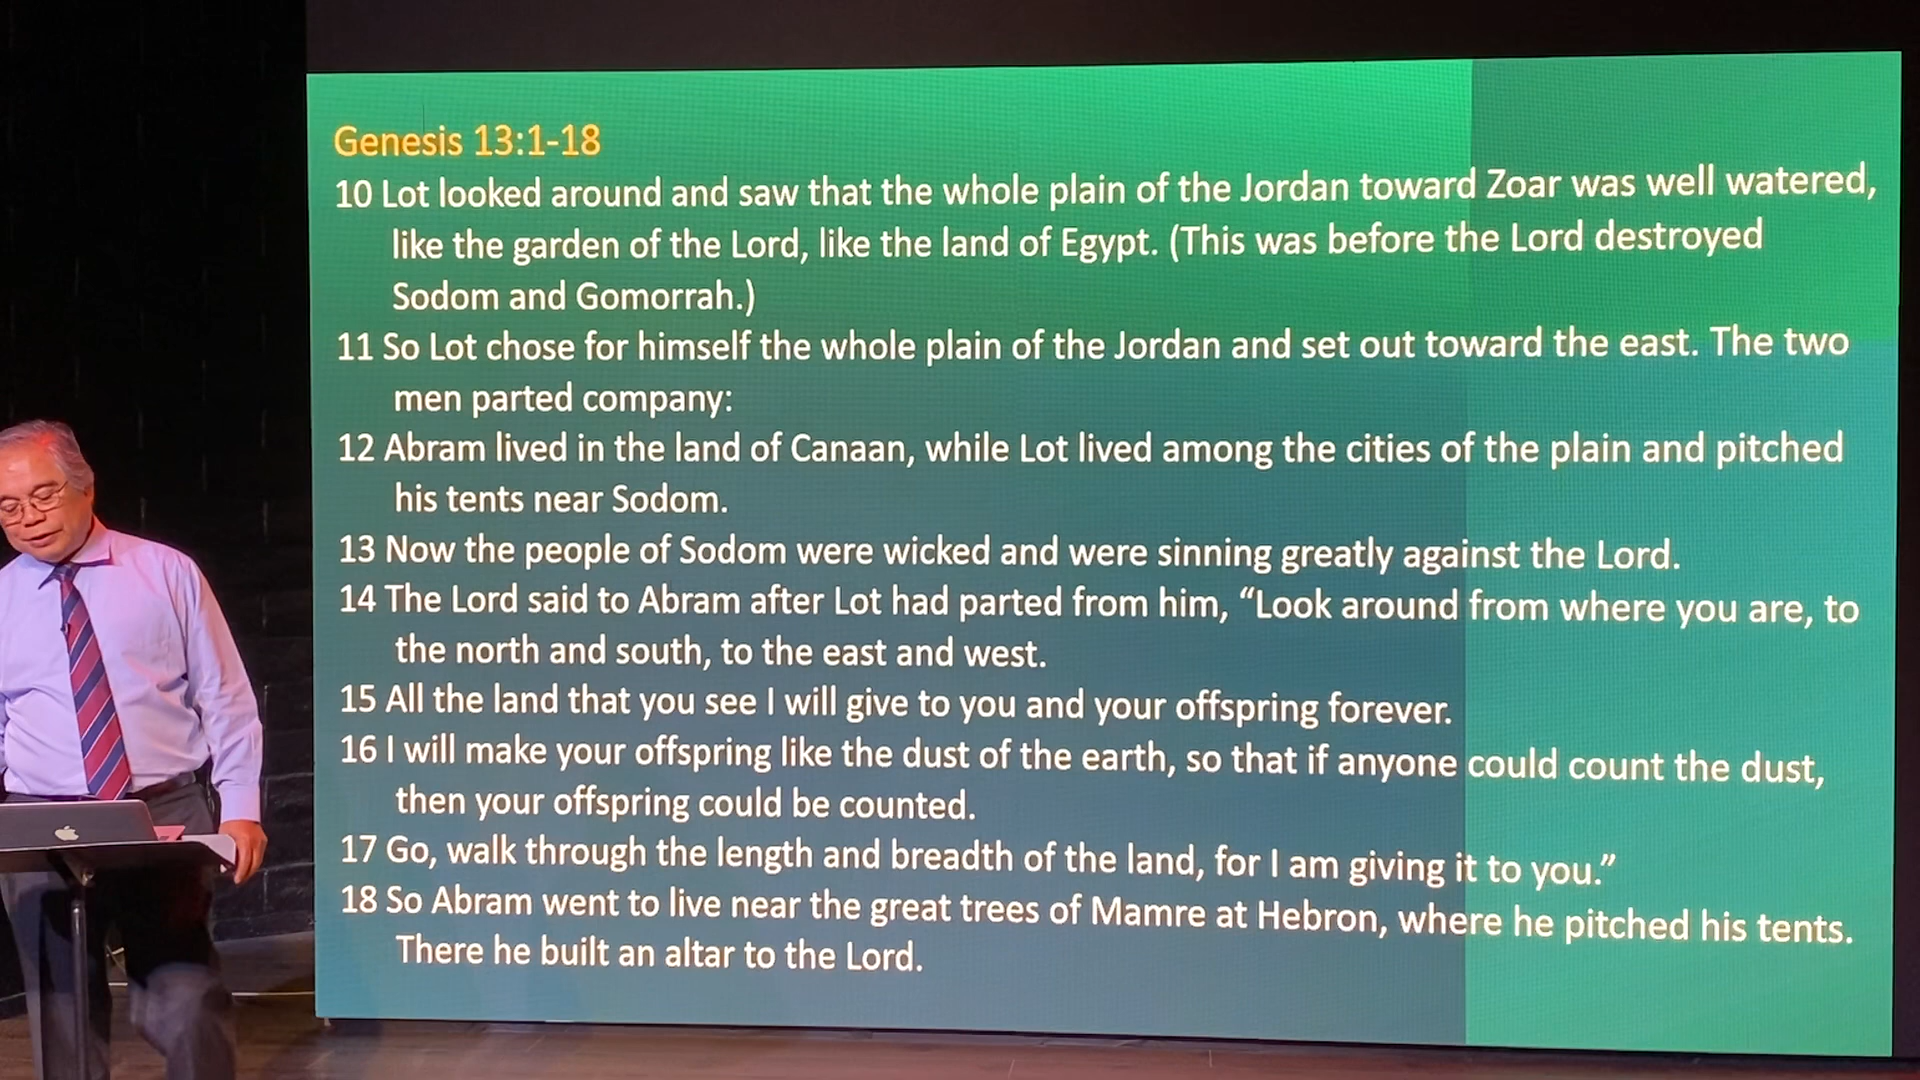 Genesis 13:1-18
10 Lot looked around and saw that the whole plain of the Jordan toward Zoar was well watered,
like the garden of the Lord, like the land of Egypt. (This was before the Lord destroyed
Sodom and Gomorrah.)
11 So Lot chose for himself the whole plain of the Jordan and set out toward the east. The two
men parted company:
12 Abram lived in the land of Canaan, while Lot lived among the cities of the plain and pitched
his tents near Sodom.
13 Now the people of Sodom were wicked and were sinning greatly against the Lord.
14 The Lord said to Abram after Lot had parted from him, “Look around from where you are, to
the north and south, to the east and west.
15 All the land that you see I will give to you and your offspring forever.
16 I will make your offspring like the dust of the earth, so that if anyone could count the dust,
then your offspring could be counted.
17 Go, walk through the length and breadth of the land, for I am giving it to you.”
18 So Abram went to live near the great trees of Mamre at Hebron, where he pitched his tents.
There he built an altar to the Lord.